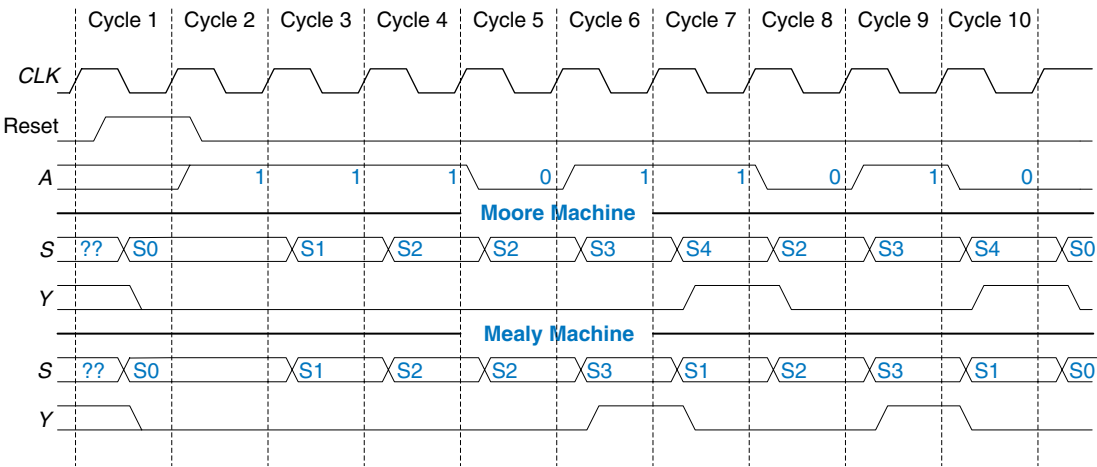 Cycle 1 Cycle 2 Cycle 3 Cycle 4 Cycle 5 Cycle 6 Cycle 7 Cycle 8 Cycle 9 Cycle 10
CLK
Reset
A 1 1 1 0 1 1 0 1 0
Moore Machine
S ?? S0 S1 S2 S2 S3 S4 S2 S3 S4 S0
Y
Mealy Machine
S ?? S0 S1 S2 S2 S3 S1 S2 S3 S1 S0
Y